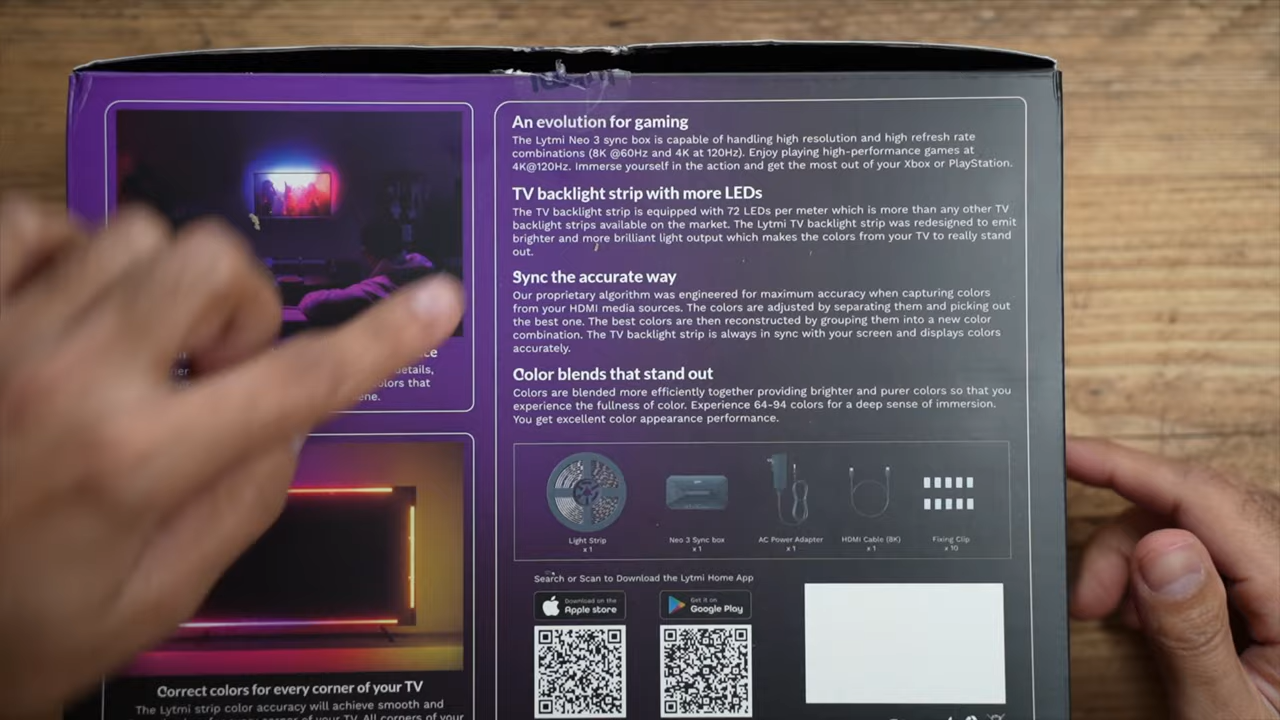 An evolution for gaming
The Lytmi Neo 3 sync box is capable of handling high resolution and high refresh rate
combinations (8K @60Hz and 4K at 120Hz). Enjoy playing high-performance games at
4K@120Hz. Immerse yourself in the action and get the most out of your Xbox or PlayStation.
TV backlight strip with more LEDs
The TV backlight strip is equipped with 72 LEDs per meter which is more than any other TV
backlight strips available on the market. The Lytmi TV backlight strip was redesigned to emit
brighter and more brilliant light output which makes the colors from your TV to really stand
out.
Sync the accurate way
Our proprietary algorithm was engineered for maximum accuracy when capturing colors
from your HDMI media sources. The colors are adjusted by separating them and picking out
the best one. The best colors are then reconstructed by grouping them into a new color
combination. The TV backlight strip is always in sync with your screen and displays colors
accurately.
Color blends that stand out
Colors are blended more efficiently together providing brighter and purer colors so that you
experience the fullness of color. Experience 64-94 colors for a deep sense of immersion.
You get excellent color appearance performance.
Light Strip
x 1
Neo 3 Sync box
x 1
AC Power Adapter
x 1
HDMI Cable (8K)
x 1
Fixing Clip
x 10
Search or Scan to Download the Lytmi Home App
Download on the
Apple store
Get it on
Google Play
details,
colors that
Correct colors for every corner of your TV
The Lytmi strip color accuracy will achieve smooth and
corner of your TV. All corners of your